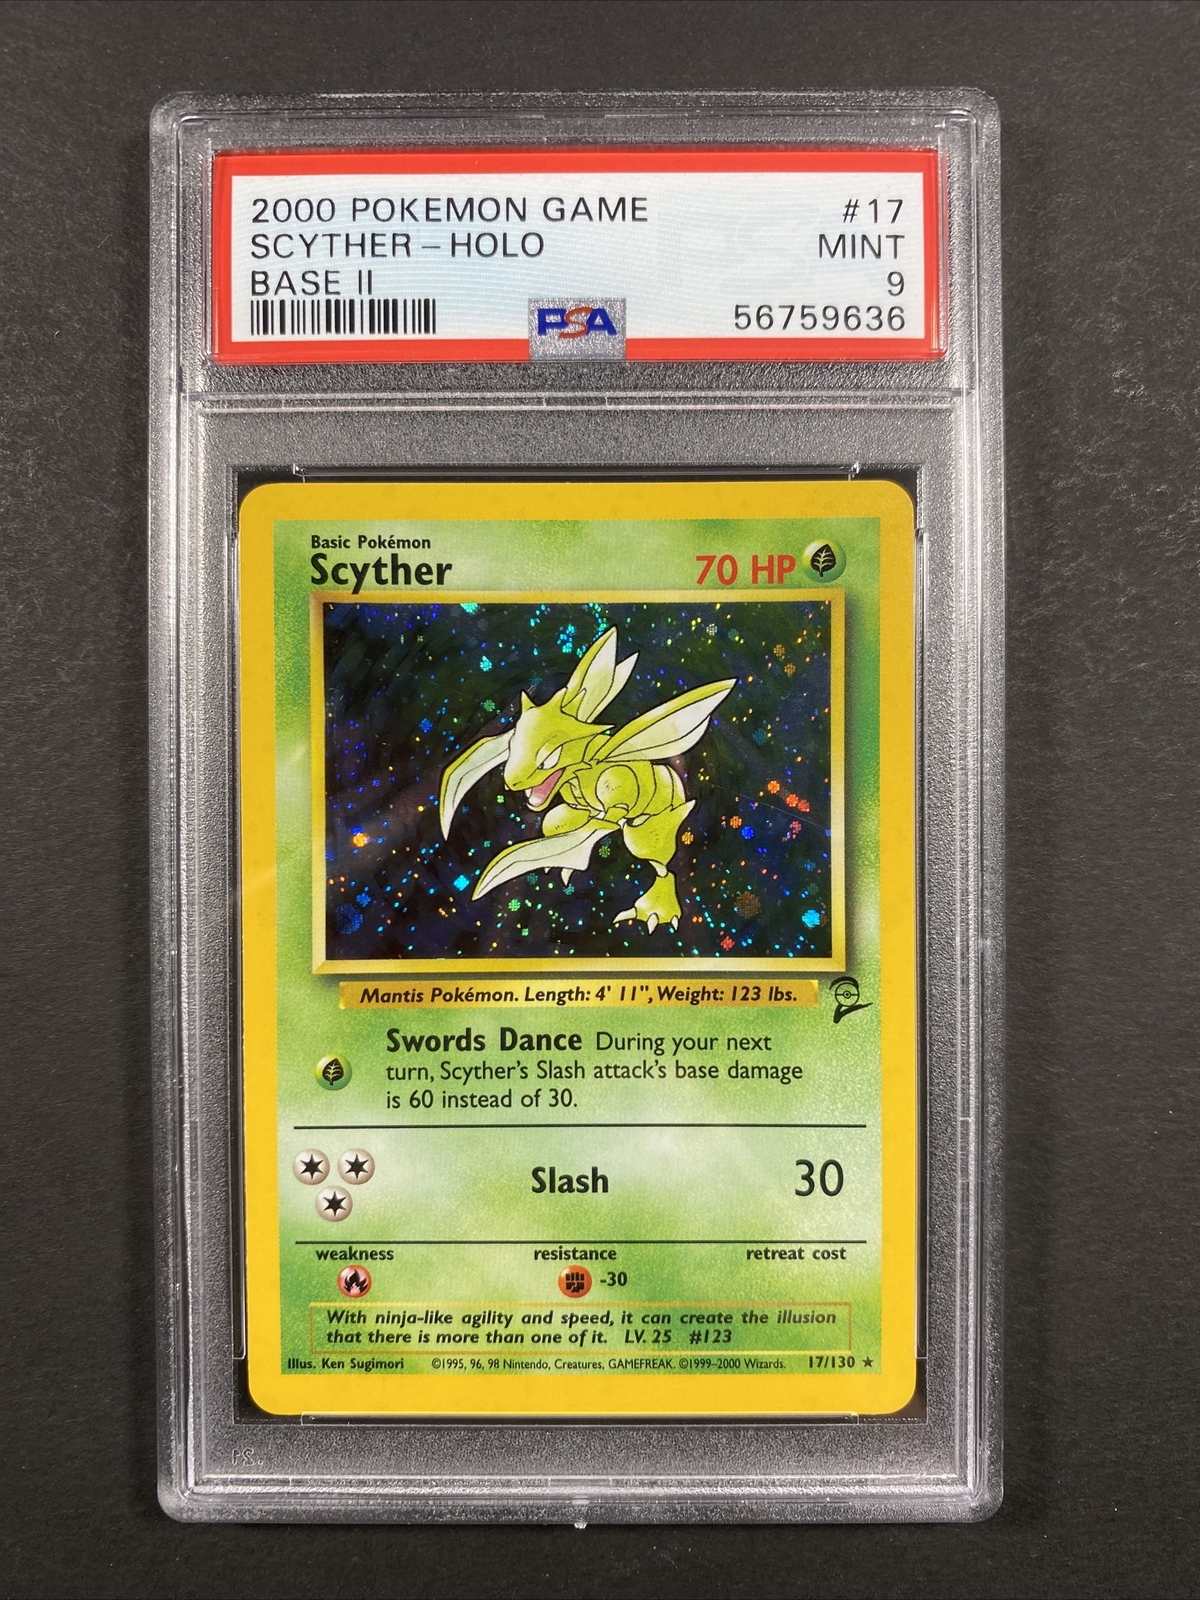 2000 POKEMON GAME #17
SCYTHER – HOLO MINT
BASE II 9
PSA 56759636
Basic Pokémon
Scyther 70 HP
Mantis Pokémon. Length: 4' 11", Weight: 123 lbs.
Swords Dance During your next
turn, Scyther's Slash attack's base damage
is 60 instead of 30.
Slash 30
weakness resistance retreat cost
-30
With ninja-like agility and speed, it can create the illusion
that there is more than one of it. LV. 25 #123
Illus. Ken Sugimori ©1995, 96, 98 Nintendo, Creatures, GAMEFREAK. ©1999–2000 Wizards. 17/130 ★